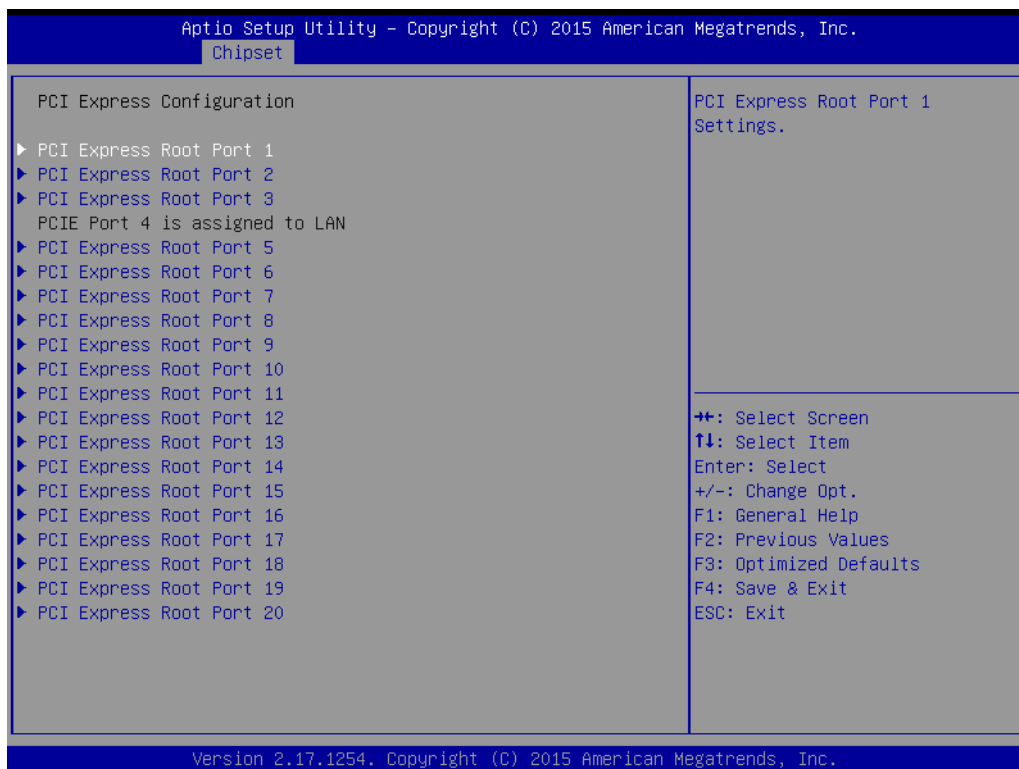 Aptio Setup Utility – Copyright (C) 2015 American Megatrends, Inc.
Chipset
PCI Express Configuration
▶ PCI Express Root Port 1
▶ PCI Express Root Port 2
▶ PCI Express Root Port 3
PCIE Port 4 is assigned to LAN
▶ PCI Express Root Port 5
▶ PCI Express Root Port 6
▶ PCI Express Root Port 7
▶ PCI Express Root Port 8
▶ PCI Express Root Port 9
▶ PCI Express Root Port 10
▶ PCI Express Root Port 11
▶ PCI Express Root Port 12
▶ PCI Express Root Port 13
▶ PCI Express Root Port 14
▶ PCI Express Root Port 15
▶ PCI Express Root Port 16
▶ PCI Express Root Port 17
▶ PCI Express Root Port 18
▶ PCI Express Root Port 19
▶ PCI Express Root Port 20
PCI Express Root Port 1
Settings.
→←: Select Screen
↑↓: Select Item
Enter: Select
+/-: Change Opt.
F1: General Help
F2: Previous Values
F3: Optimized Defaults
F4: Save & Exit
ESC: Exit
Version 2.17.1254. Copyright (C) 2015 American Megatrends, Inc.